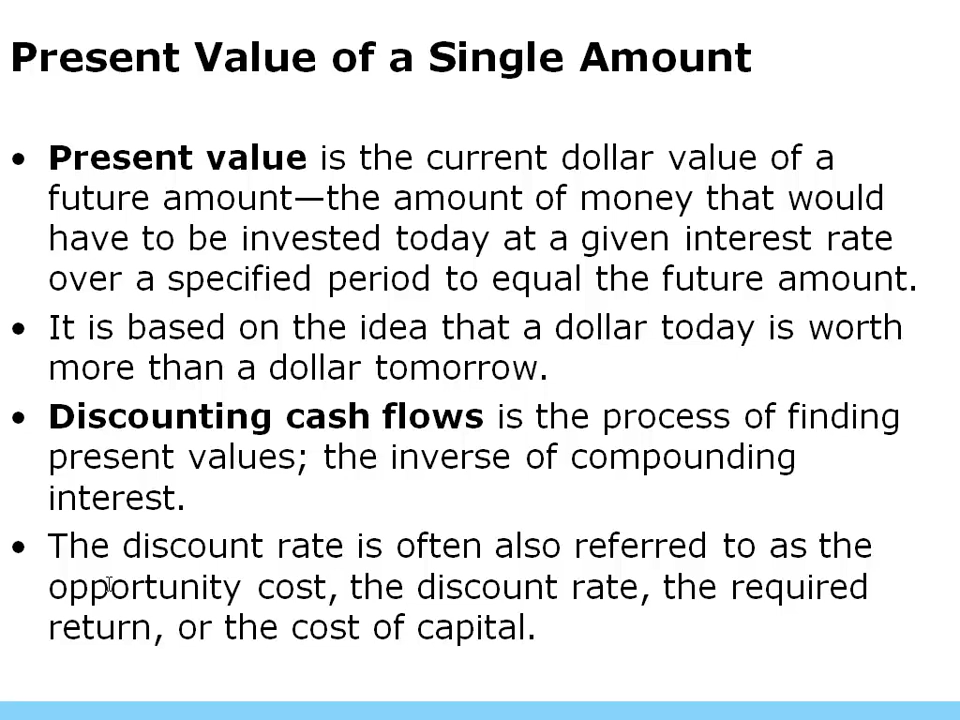 Present Value of a Single Amount
• Present value is the current dollar value of a
future amount—the amount of money that would
have to be invested today at a given interest rate
over a specified period to equal the future amount.
• It is based on the idea that a dollar today is worth
more than a dollar tomorrow.
• Discounting cash flows is the process of finding
present values; the inverse of compounding
interest.
• The discount rate is often also referred to as the
opportunity cost, the discount rate, the required
return, or the cost of capital.